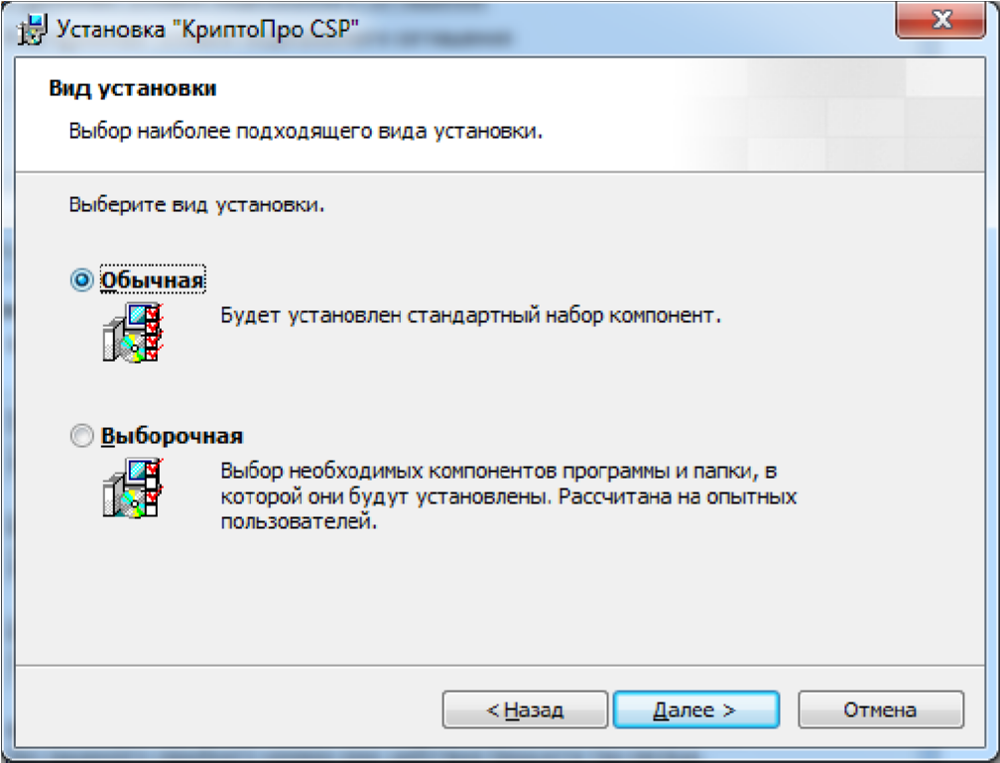 Установка "КриптоПро CSP"
Вид установки
Выбор наиболее подходящего вида установки.
Выберите вид установки.
Обычная
Будет установлен стандартный набор компонент.
Выборочная
Выбор необходимых компонентов программы и папки, в
которой они будут установлены. Рассчитана на опытных
пользователей.
< Назад
Далее >
Отмена